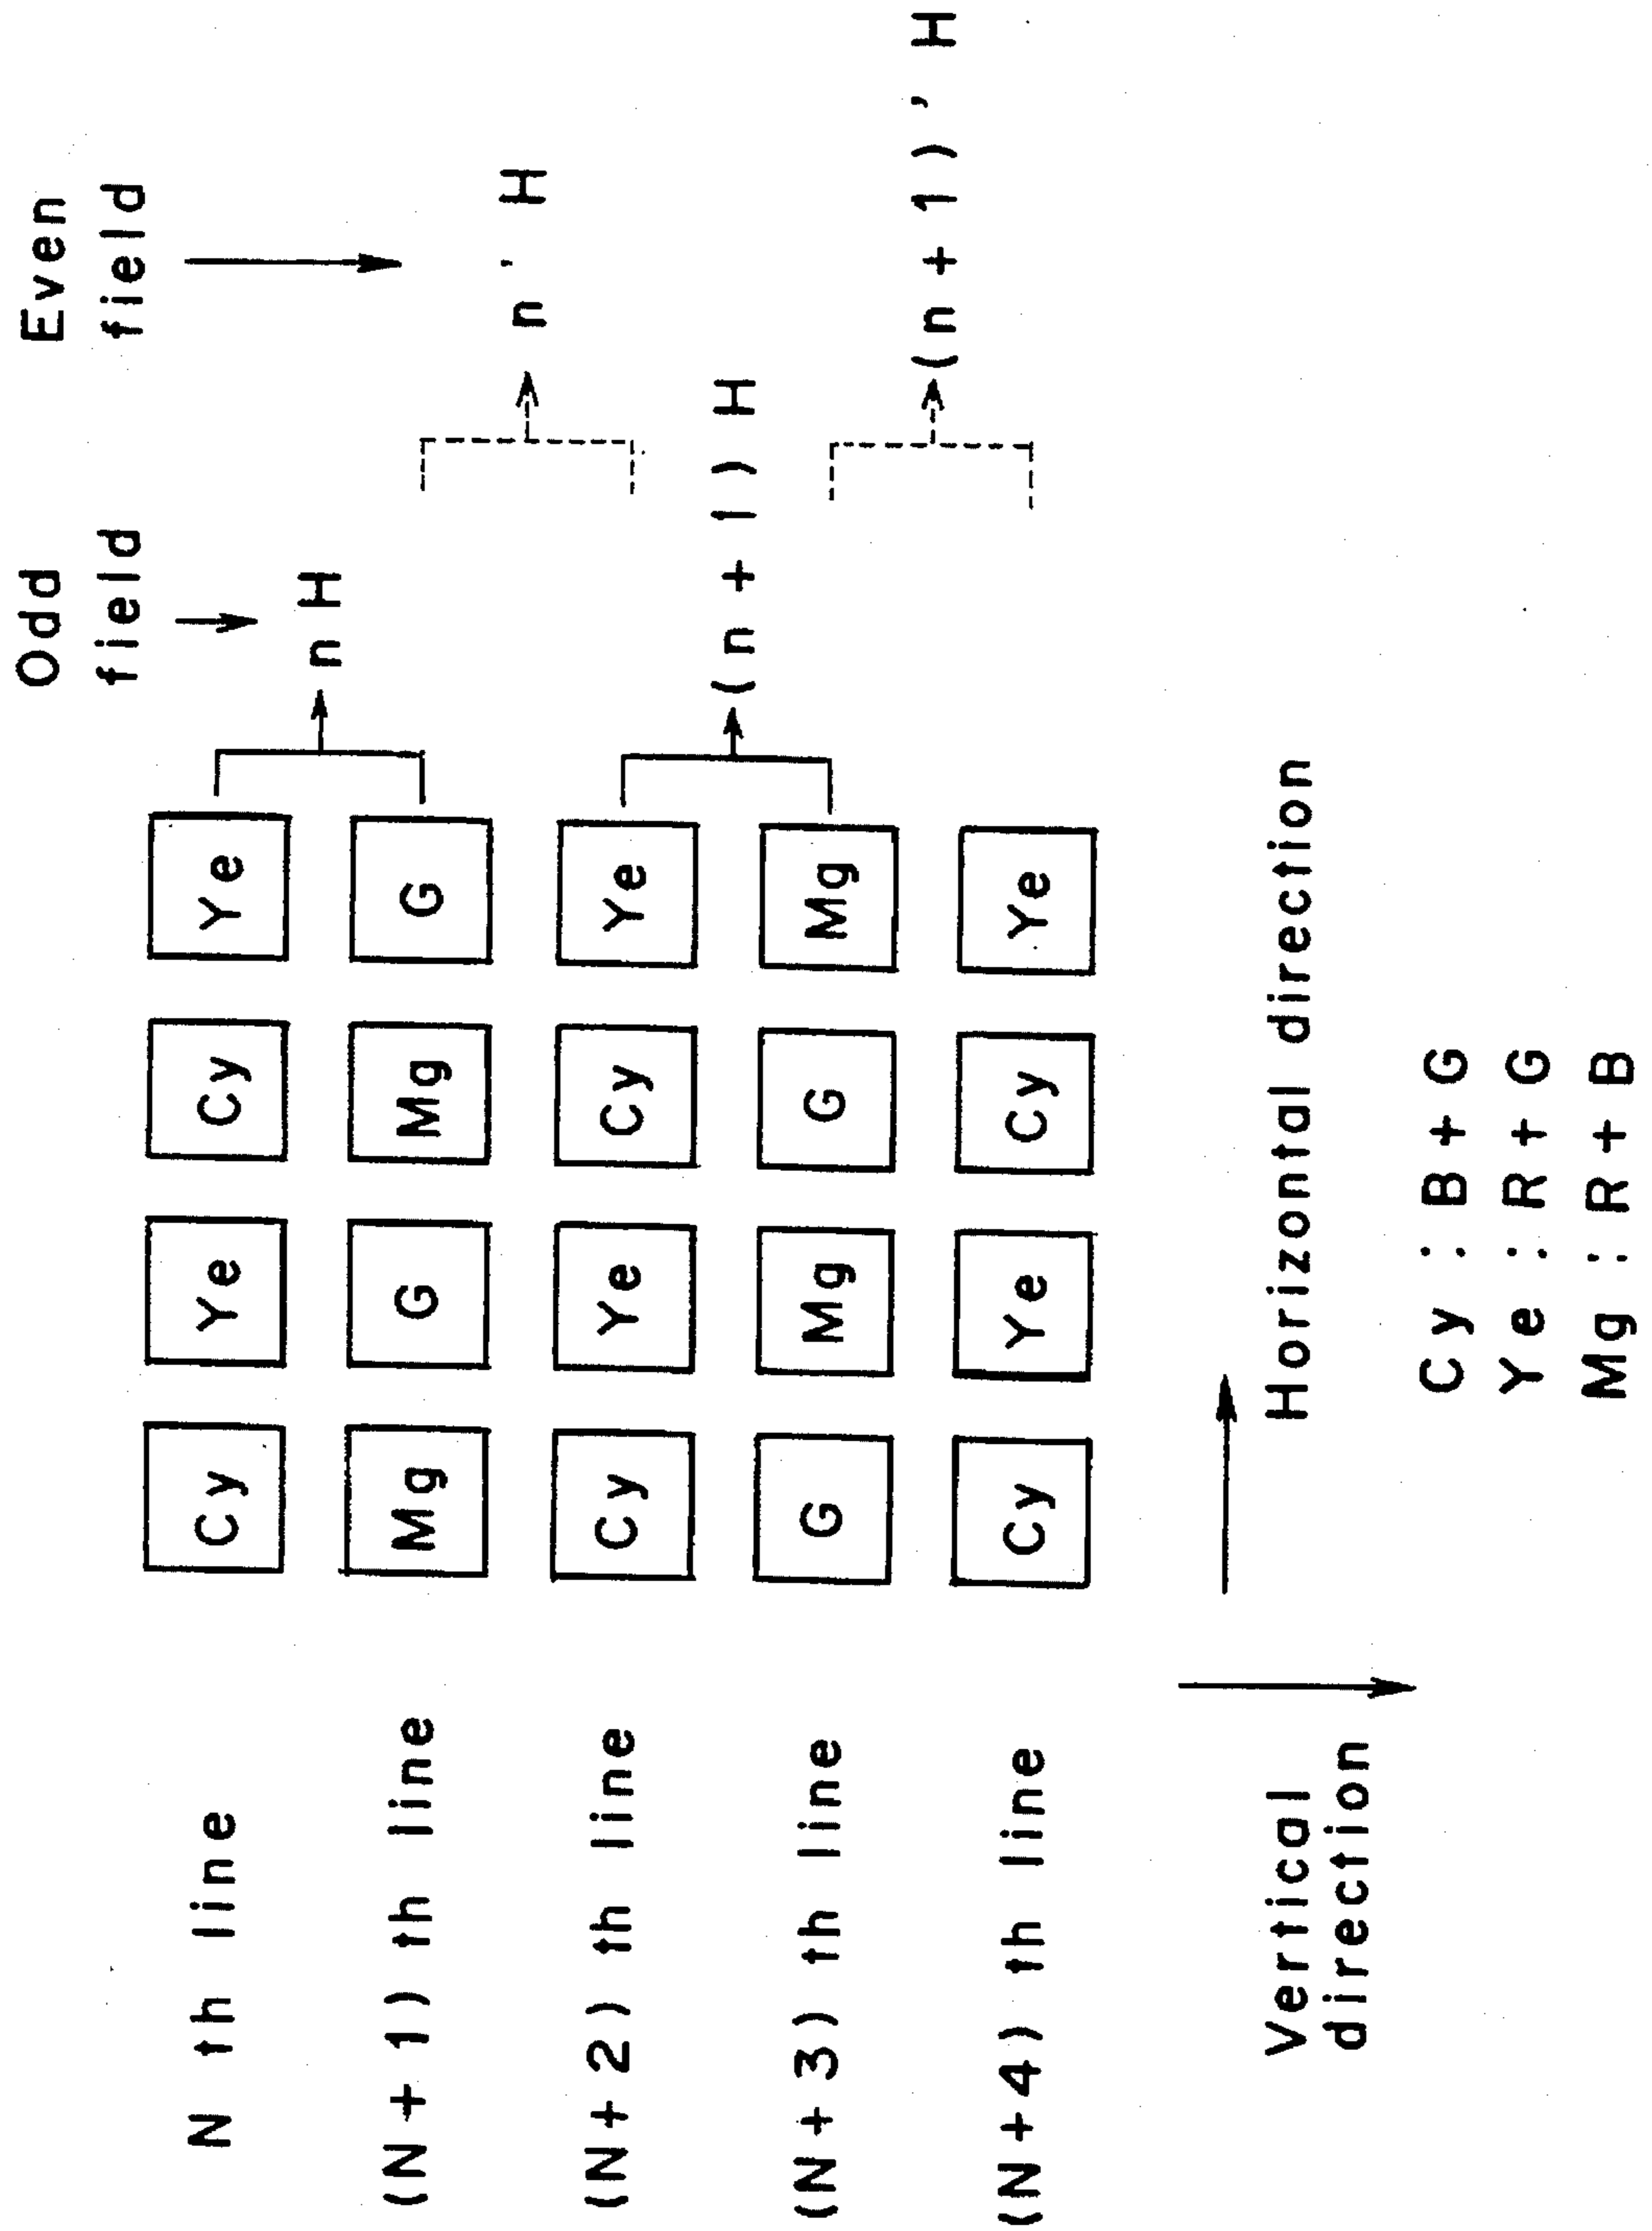 Odd field
Even field
N th line Cy Ye Cy Ye
n H
(N+1) th line Mg G Mg G
n ' H
(N+2) th line Cy Ye Cy Ye
(n + 1) H
(N+3) th line G Mg G Mg
(n + 1)' H
(N+4) th line Cy Ye Cy Ye
Vertical direction
Horizontal direction
Cy : B + G
Ye : R + G
Mg : R + B